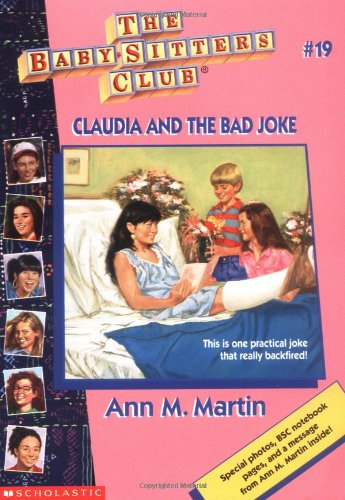 THE
BABY-SITTERS
CLUB®
#19
CLAUDIA AND THE BAD JOKE
This is one practical joke
that really backfired!
Ann M. Martin
Special photos, BSC notebook
pages, and a message
from Ann M. Martin inside!
SCHOLASTIC